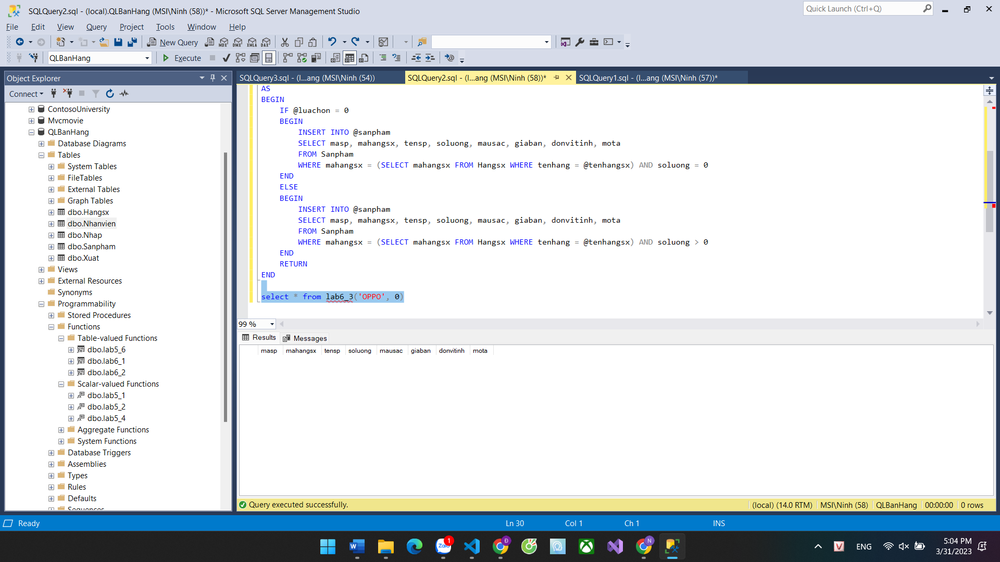 SQLQuery2.sql - (local).QLBanHang (MSI\Ninh (58))* - Microsoft SQL Server Management Studio
Quick Launch (Ctrl+Q)
File Edit View Query Project Tools Window Help
New Query
MDX DMX XMLA DAX
QLBanHang
Execute
Object Explorer
SQLQuery3.sql - (l...ang (MSI\Ninh (54))
SQLQuery2.sql - (l...ang (MSI\Ninh (58))*
SQLQuery1.sql - (l...ang (MSI\Ninh (57))*
Connect
ContosoUniversity
Mvcmovie
QLBanHang
Database Diagrams
Tables
System Tables
FileTables
External Tables
Graph Tables
dbo.Hangsx
dbo.Nhanvien
dbo.Nhap
dbo.Sanpham
dbo.Xuat
Views
External Resources
Synonyms
Programmability
Stored Procedures
Functions
Table-valued Functions
dbo.lab5_6
dbo.lab6_1
dbo.lab6_2
Scalar-valued Functions
dbo.lab5_1
dbo.lab5_2
dbo.lab5_4
Aggregate Functions
System Functions
Database Triggers
Assemblies
Types
Rules
Defaults
Sequences
AS
BEGIN
IF @luachon = 0
BEGIN
INSERT INTO @sanpham
SELECT masp, mahangsx, tensp, soluong, mausac, giaban, donvitinh, mota
FROM Sanpham
WHERE mahangsx = (SELECT mahangsx FROM Hangsx WHERE tenhang = @tenhangsx) AND soluong = 0
END
ELSE
BEGIN
INSERT INTO @sanpham
SELECT masp, mahangsx, tensp, soluong, mausac, giaban, donvitinh, mota
FROM Sanpham
WHERE mahangsx = (SELECT mahangsx FROM Hangsx WHERE tenhang = @tenhangsx) AND soluong > 0
END
RETURN
END
select * from lab6_3('OPPO', 0)
99 %
Results Messages
masp mahangsx tensp soluong mausac giaban donvitinh mota
Query executed successfully.
(local) (14.0 RTM) MSI\Ninh (58) QLBanHang 00:00:00 0 rows
Ready
Ln 30 Col 1 Ch 1 INS
Zalo 1
Đ
N
V
ENG
5:04 PM
3/31/2023